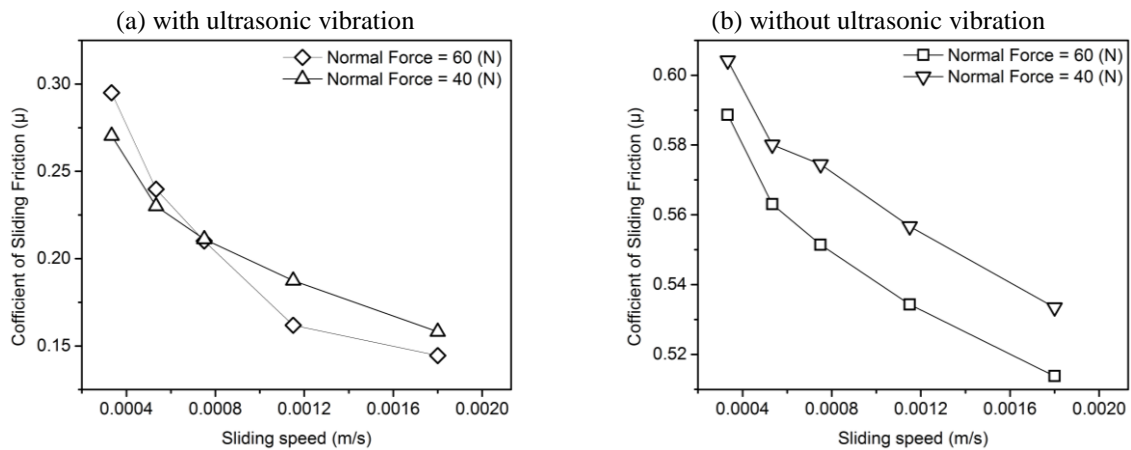 (a) with ultrasonic vibration
Normal Force = 60 (N)
Normal Force = 40 (N)
0.30
0.25
0.20
0.15
Cofficient of Sliding Friction (μ)
0.0004 0.0008 0.0012 0.0016 0.0020
Sliding speed (m/s)
(b) without ultrasonic vibration
Normal Force = 60 (N)
Normal Force = 40 (N)
0.60
0.58
0.56
0.54
0.52
Cofficient of Sliding Friction (μ)
0.0004 0.0008 0.0012 0.0016 0.0020
Sliding speed (m/s)